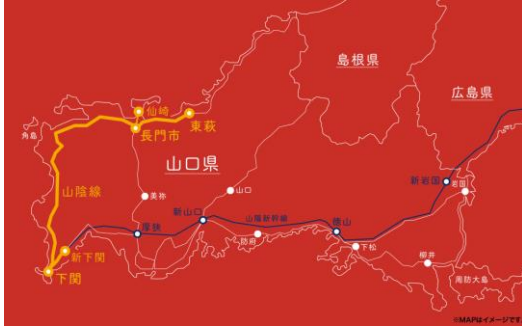 島根県
広島県
仙崎
東萩
角島
長門市
山口県
山陰線
美祢
山口
新岩国
岩国
新山口
山陽新幹線
厚狭
防府
徳山
下松
新下関
柳井
下関
周防大島
※MAPはイメージです。